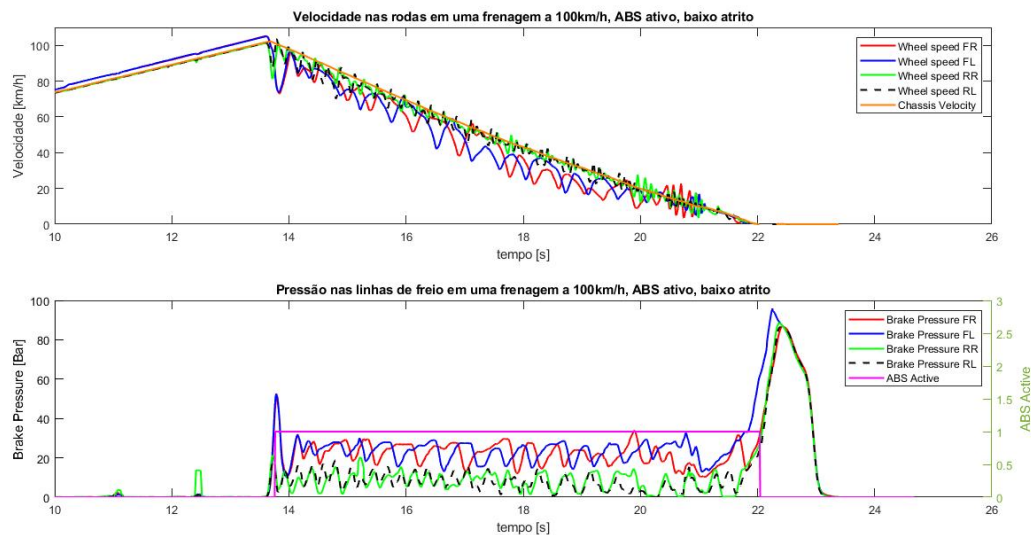 Velocidade nas rodas em uma frenagem a 100km/h, ABS ativo, baixo atrito
Velocidade [km/h]
100
80
60
40
20
0
Wheel speed FR
Wheel speed FL
Wheel speed RR
Wheel speed RL
Chassis Velocity
10 12 14 16 18 20 22 24 26
tempo [s]
Pressão nas linhas de freio em uma frenagem a 100km/h, ABS ativo, baixo atrito
Brake Pressure [Bar]
100
80
60
40
20
0
Brake Pressure FR
Brake Pressure FL
Brake Pressure RR
Brake Pressure RL
ABS Active
3
2.5
2
1.5
1
0.5
0
ABS Active
10 12 14 16 18 20 22 24 26
tempo [s]